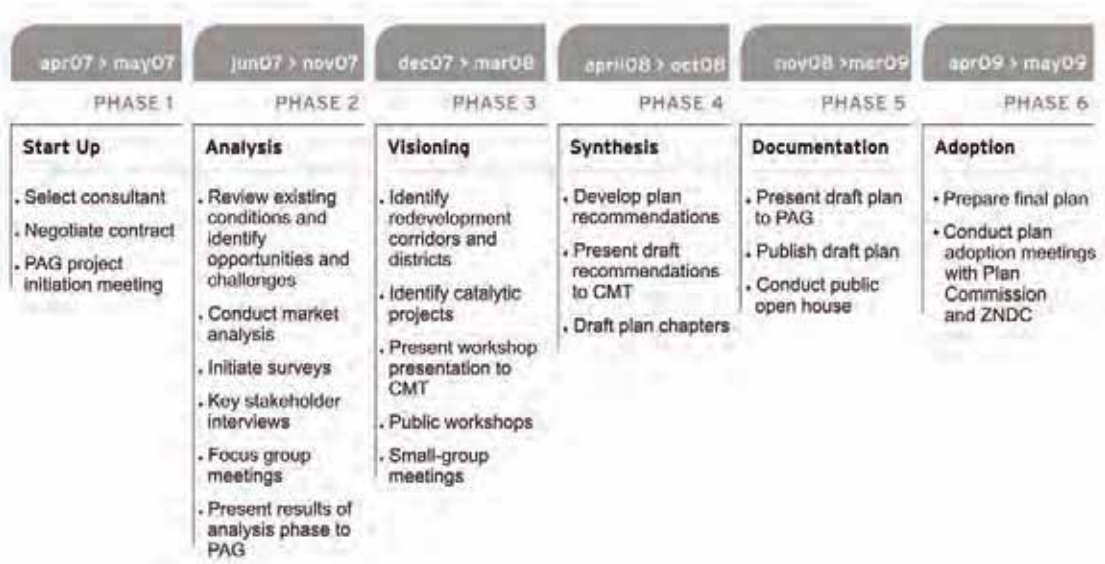 apr07 > may07
PHASE 1
Start Up
• Select consultant
• Negotiate contract
• PAG project
initiation meeting
jun07 > nov07
PHASE 2
Analysis
• Review existing
conditions and
identify
opportunities and
challenges
• Conduct market
analysis
• Initiate surveys
• Key stakeholder
interviews
• Focus group
meetings
• Present results of
analysis phase to
PAG
dec07 > mar08
PHASE 3
Visioning
• Identify
redevelopment
corridors and
districts
• Identify catalytic
projects
• Present workshop
presentation to
CMT
• Public workshops
• Small-group
meetings
april08 > oct08
PHASE 4
Synthesis
• Develop plan
recommendations
• Present draft
recommendations
to CMT
• Draft plan chapters
nov08 >mar09
PHASE 5
Documentation
• Present draft plan
to PAG
• Publish draft plan
• Conduct public
open house
apr09 > may09
PHASE 6
Adoption
• Prepare final plan
• Conduct plan
adoption meetings
with Plan
Commission
and ZNDC